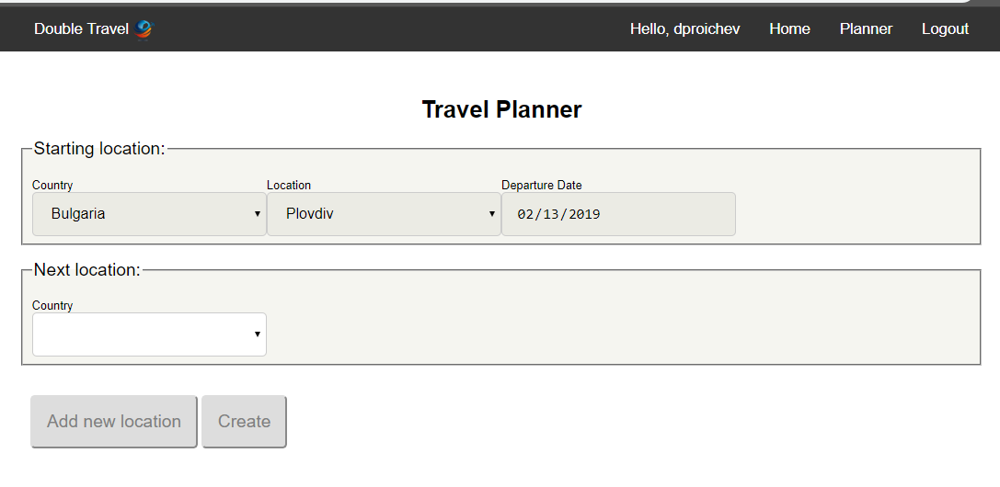 Double Travel
Hello, dproichev Home Planner Logout
Travel Planner
Starting location:
Country Location Departure Date
Bulgaria Plovdiv 02/13/2019
Next location:
Country
Add new location Create